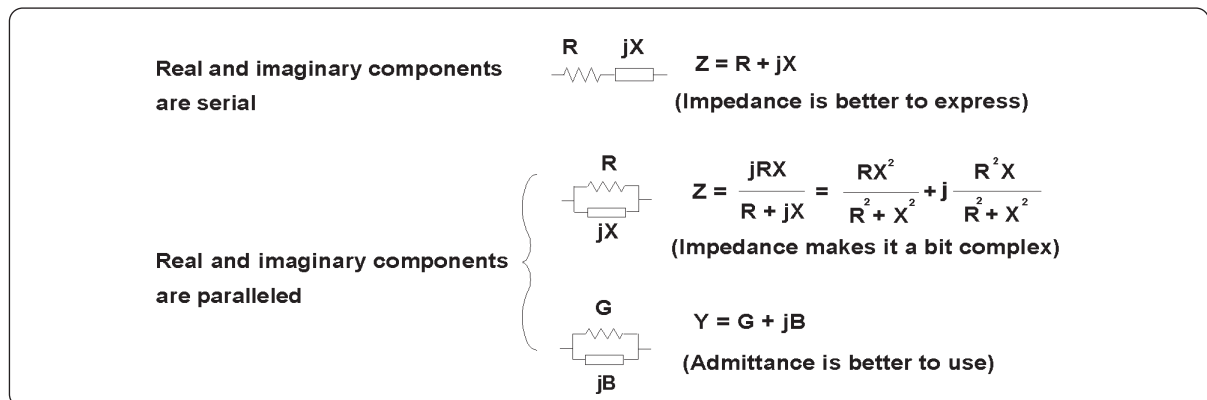 R jX
Real and imaginary components
are serial
Z = R + jX
(Impedance is better to express)
R
jX
Z = jRX / R + jX = RX² / R² + X² + j R²X / R² + X²
(Impedance makes it a bit complex)
Real and imaginary components
are paralleled
G
jB
Y = G + jB
(Admittance is better to use)